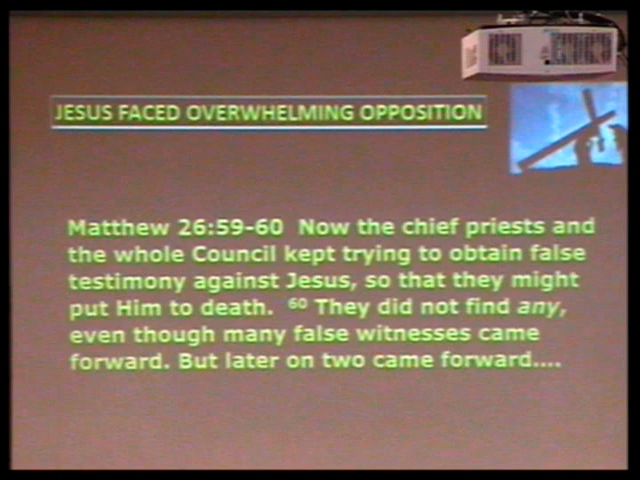 JESUS FACED OVERWHELMING OPPOSITION
Matthew 26:59-60  Now the chief priests and
the whole Council kept trying to obtain false
testimony against Jesus, so that they might
put Him to death.  60 They did not find any,
even though many false witnesses came
forward. But later on two came forward....